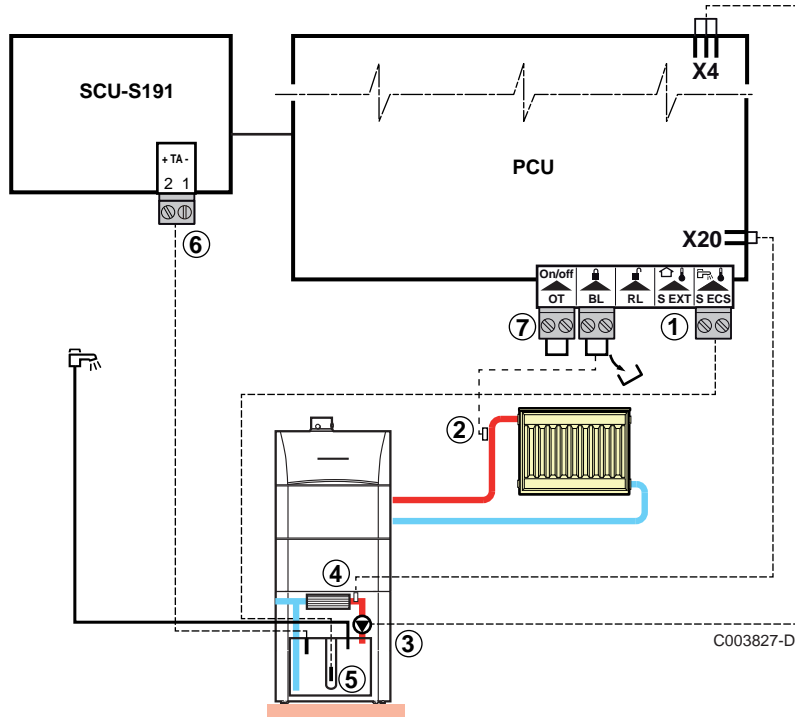 X4
SCU-S191
+ TA -
2 1
PCU
6
X20
On/off
OT BL RL S EXT S ECS
7
1
2
4
3
C003827-D
5